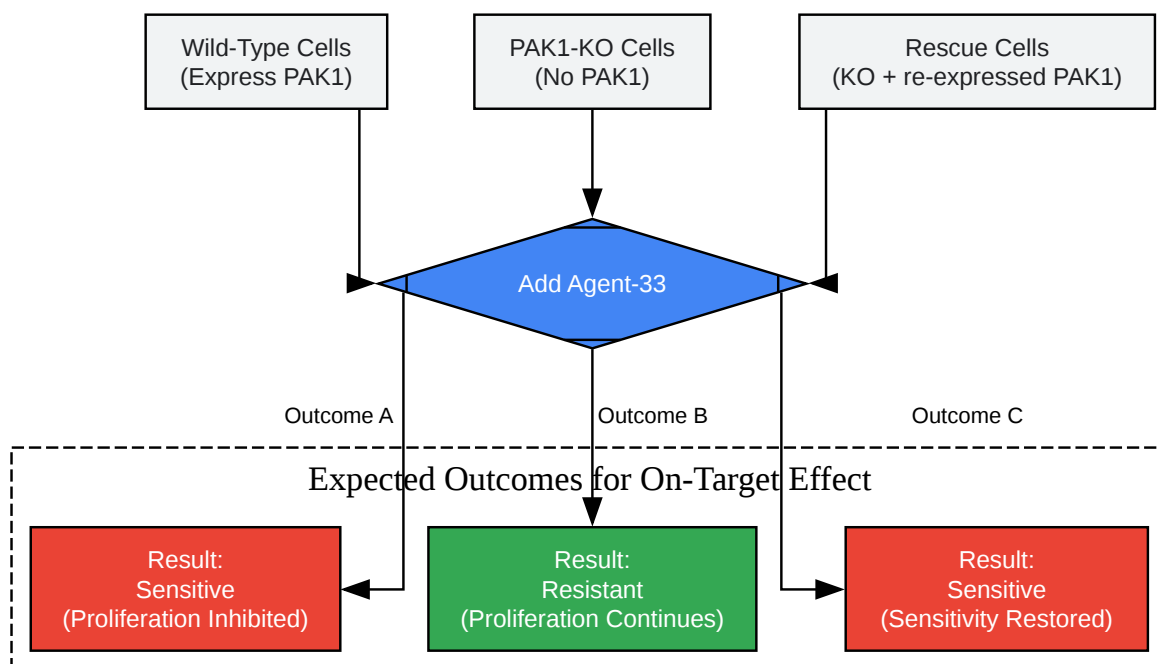 Wild-Type Cells
(Express PAK1)
PAK1-KO Cells
(No PAK1)
Rescue Cells
(KO + re-expressed PAK1)
Add Agent-33
Outcome A
Outcome B
Outcome C
Expected Outcomes for On-Target Effect
Result:
Sensitive
(Proliferation Inhibited)
Result:
Resistant
(Proliferation Continues)
Result:
Sensitive
(Sensitivity Restored)